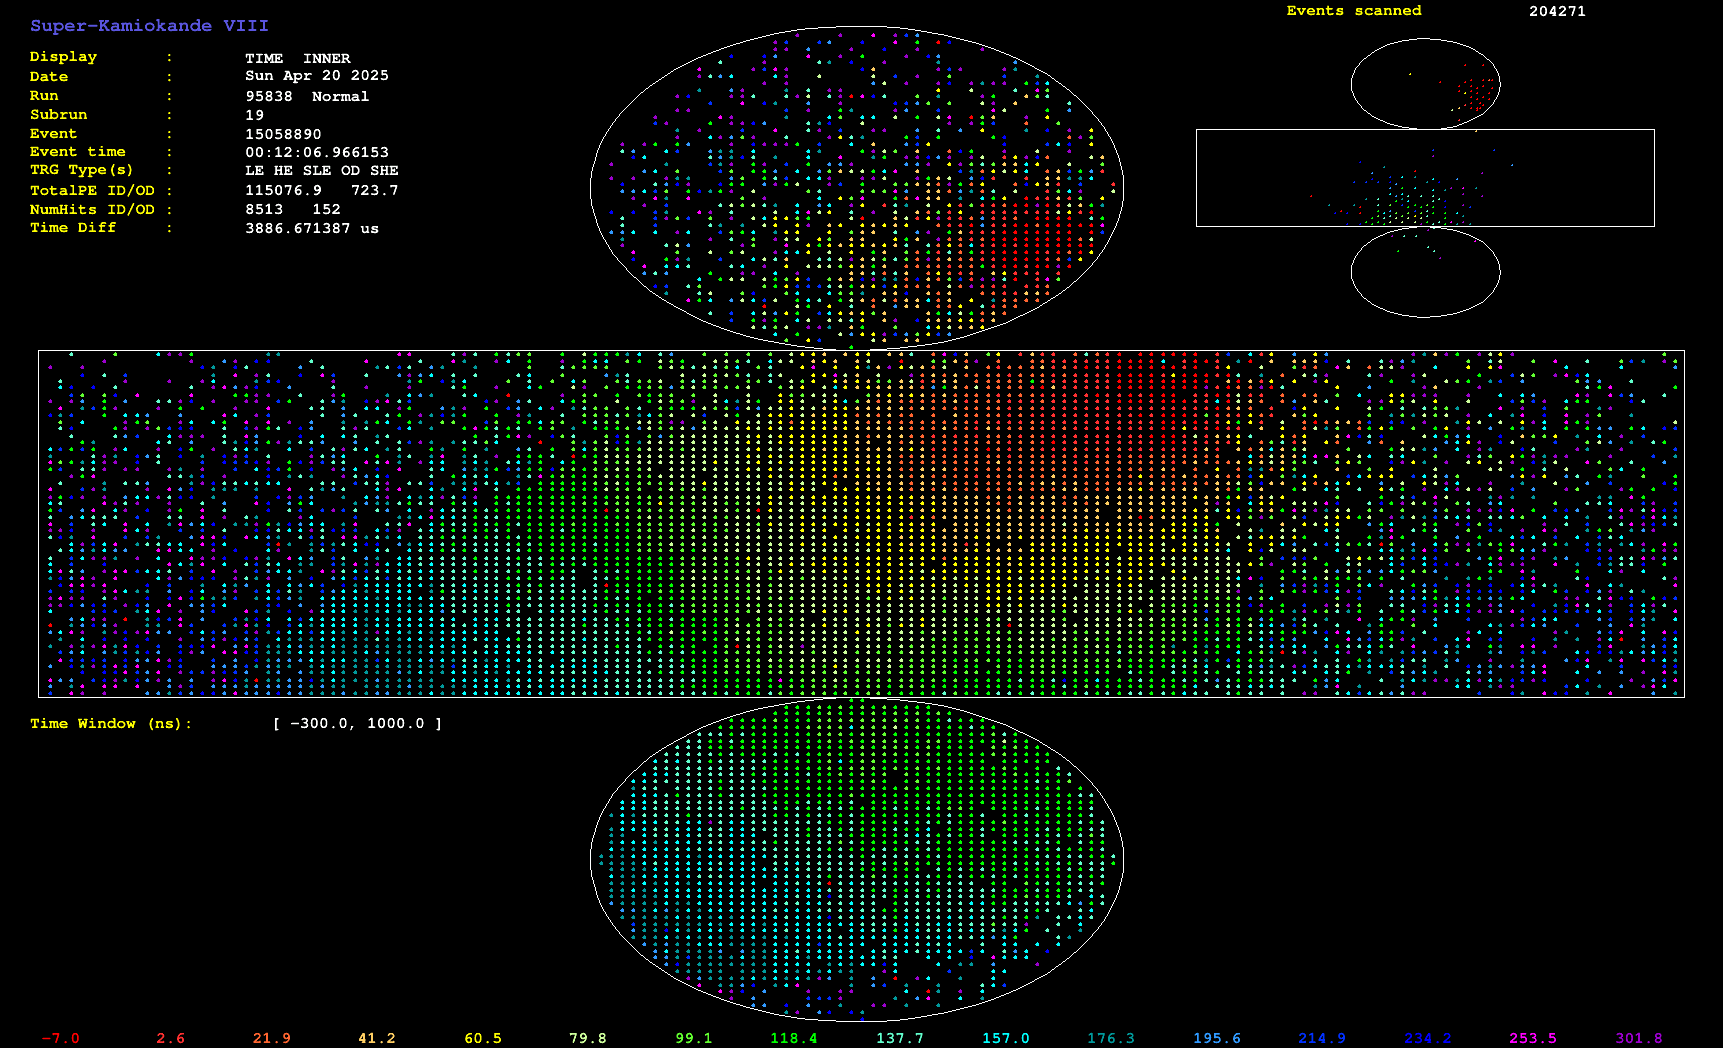 Super-Kamiokande VIII
Events scanned 204271
Display : TIME INNER
Date : Sun Apr 20 2025
Run : 95838 Normal
Subrun : 19
Event : 15058890
Event time : 00:12:06.966153
TRG Type(s) : LE HE SLE OD SHE
TotalPE ID/OD : 115076.9 723.7
NumHits ID/OD : 8513 152
Time Diff : 3886.671387 us
Time Window (ns): [ -300.0, 1000.0 ]
-7.0 2.6 21.9 41.2 60.5 79.8 99.1 118.4 137.7 157.0 176.3 195.6 214.9 234.2 253.5 301.8